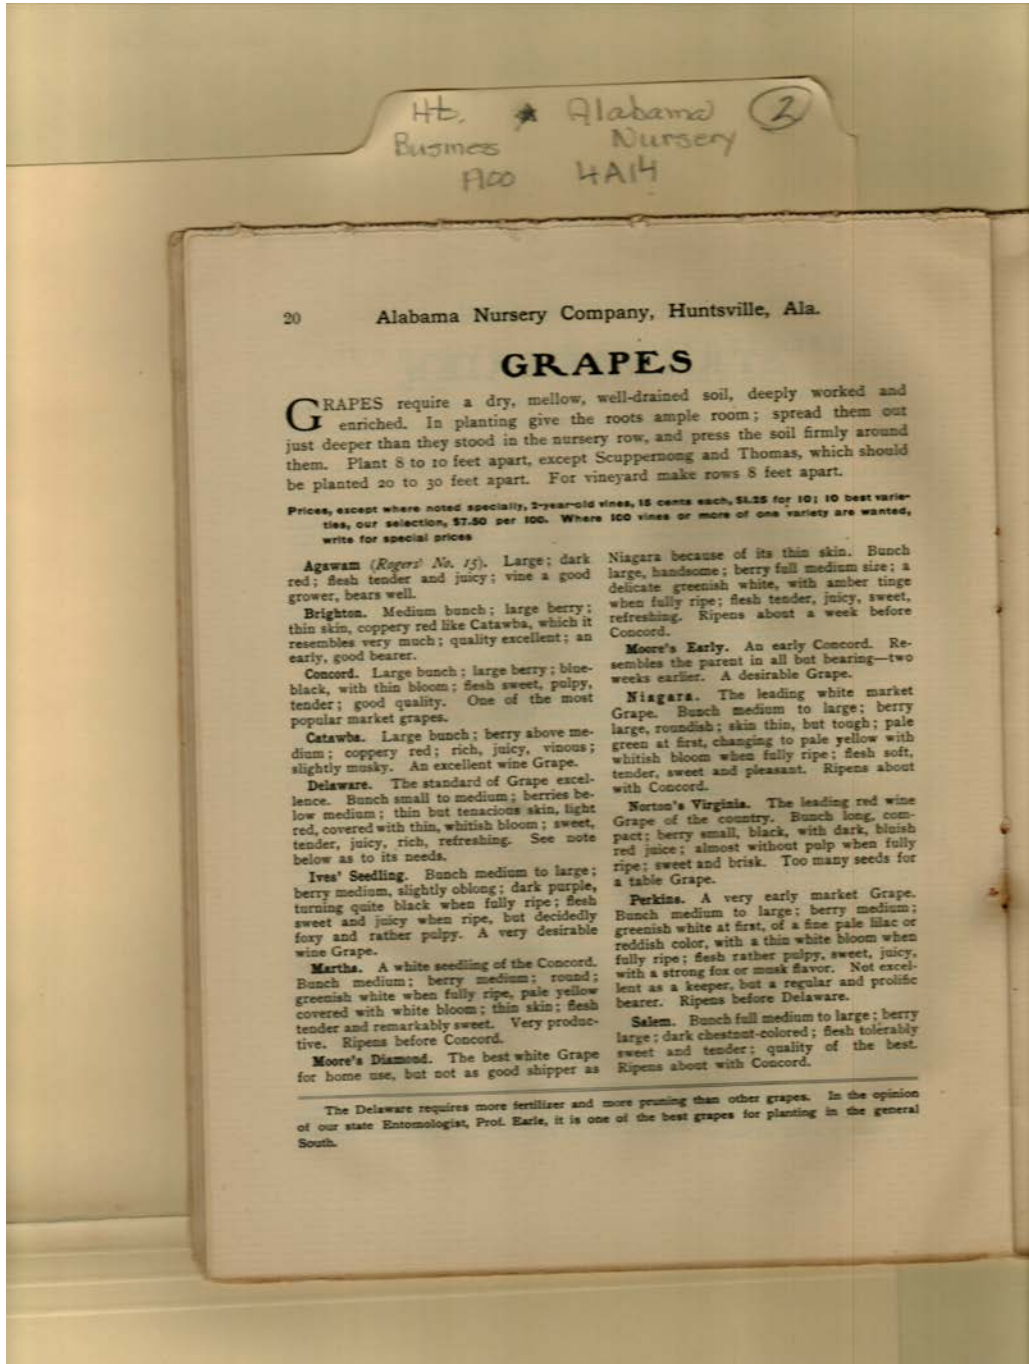 Ht. * Alabama 2
Business Nursery
A00 4A14
20 Alabama Nursery Company, Huntsville, Ala.
GRAPES
GRAPES require a dry, mellow, well-drained soil, deeply worked and
enriched. In planting give the roots ample room; spread them out
just deeper than they stood in the nursery row, and press the soil firmly around
them. Plant 8 to 10 feet apart, except Scuppernong and Thomas, which should
be planted 20 to 30 feet apart. For vineyard make rows 8 feet apart.
Prices, except where noted specially, 2-year-old vines, 15 cents each, $1.25 for 10; 10 best varie-
ties, our selection, $7.50 per 100. Where 100 vines or more of one variety are wanted,
write for special prices
Agawam (Rogers' No. 15). Large; dark
red; flesh tender and juicy; vine a good
grower, bears well.
Brighton. Medium bunch; large berry;
thin skin, coppery red like Catawba, which it
resembles very much; quality excellent; an
early, good bearer.
Concord. Large bunch; large berry; blue-
black, with thin bloom; flesh sweet, pulpy,
tender; good quality. One of the most
popular market grapes.
Catawba. Large bunch; berry above me-
dium; coppery red; rich, juicy, vinous;
slightly musky. An excellent wine Grape.
Delaware. The standard of Grape excel-
lence. Bunch small to medium; berries be-
low medium; thin but tenacious skin, light
red, covered with thin, whitish bloom; sweet,
tender, juicy, rich, refreshing. See note
below as to its needs.
Ives' Seedling. Bunch medium to large;
berry medium, slightly oblong; dark purple,
turning quite black when fully ripe; flesh
sweet and juicy when ripe, but decidedly
foxy and rather pulpy. A very desirable
wine Grape.
Martha. A white seedling of the Concord.
Bunch medium; berry medium; round;
greenish white when fully ripe, pale yellow
covered with white bloom; thin skin; flesh
tender and remarkably sweet. Very produc-
tive. Ripens before Concord.
Moore's Diamond. The best white Grape
for home use, but not as good shipper as
Niagara because of its thin skin. Bunch
large, handsome; berry full medium size; a
delicate greenish white, with amber tinge
when fully ripe; flesh tender, juicy, sweet,
refreshing. Ripens about a week before
Concord.
Moore's Early. An early Concord. Re-
sembles the parent in all but bearing—two
weeks earlier. A desirable Grape.
Niagara. The leading white market
Grape. Bunch medium to large; berry
large, roundish; skin thin, but tough; pale
green at first, changing to pale yellow with
whitish bloom when fully ripe; flesh soft,
tender, sweet and pleasant. Ripens about
with Concord.
Norton's Virginia. The leading red wine
Grape of the country. Bunch long, com-
pact; berry small, black, with dark, bluish
red juice; almost without pulp when fully
ripe; sweet and brisk. Too many seeds for
a table Grape.
Perkins. A very early market Grape.
Bunch medium to large; berry medium;
greenish white at first, of a fine pale lilac or
reddish color, with a thin white bloom when
fully ripe; flesh rather pulpy, sweet, juicy,
with a strong fox or musk flavor. Not excel-
lent as a keeper, but a regular and prolific
bearer. Ripens before Delaware.
Salem. Bunch full medium to large; berry
large; dark chestnut-colored; flesh tolerably
sweet and tender; quality of the best.
Ripens about with Concord.
The Delaware requires more fertilizer and more pruning than other grapes. In the opinion
of our state Entomologist, Prof. Earle, it is one of the best grapes for planting in the general
South.